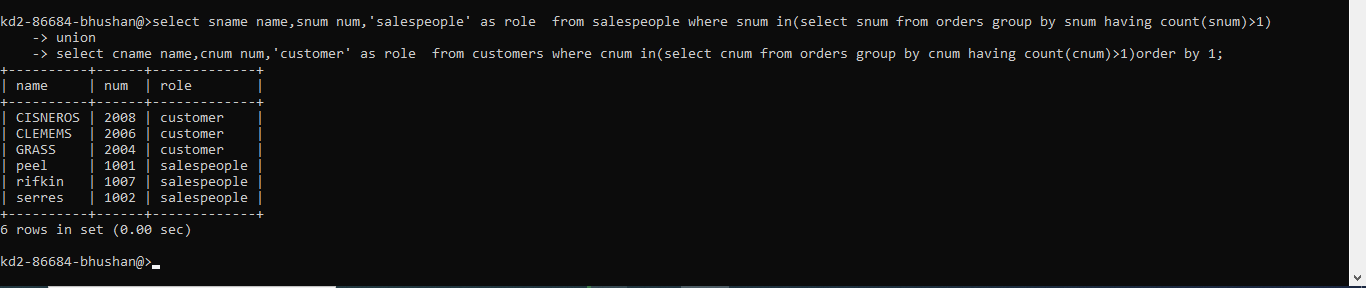 kd2-86684-bhushan@>select sname name,snum num,'salespeople' as role  from salespeople where snum in(select snum from orders group by snum having count(snum)>1)
    -> union
    -> select cname name,cnum num,'customer' as role  from customers where cnum in(select cnum from orders group by cnum having count(cnum)>1)order by 1;
+----------+------+-------------+
| name     | num  | role        |
+----------+------+-------------+
| CISNEROS | 2008 | customer    |
| CLEMEMS  | 2006 | customer    |
| GRASS    | 2004 | customer    |
| peel     | 1001 | salespeople |
| rifkin   | 1007 | salespeople |
| serres   | 1002 | salespeople |
+----------+------+-------------+
6 rows in set (0.00 sec)
kd2-86684-bhushan@>